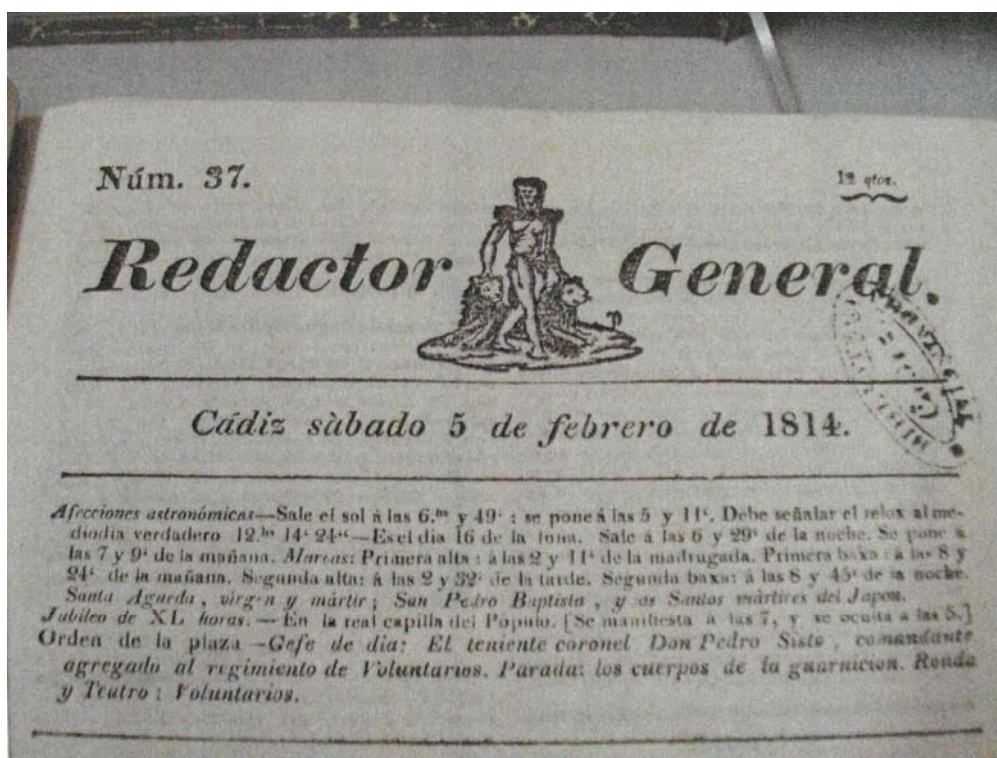 Núm. 37.
12 qtos.
Redactor General.
Cádiz sàbado 5 de febrero de 1814.
Afecciones astronómicas—Sale el sol á las 6.hs y 49‘ : se pone á las 5 y 11‘. Debe señalar el relox al me-
diodia verdadero 12.hs 14‘ 24‘‘—Es el dia 16 de la luna. Sale á las 6 y 29‘ de la noche. Se pone á
las 7 y 9‘ de la mañana. Mareas: Primera alta : á las 2 y 11‘ de la madrugada. Primera baxa : á las 8 y
24‘ de la mañana. Segunda alta: á las 2 y 32‘ de la tarde. Segunda baxa: á las 8 y 45‘ de la noche.
Santa Agueda, virgen y mártir; San Pedro Baptista, y os Santos mártires del Japon.
Jubileo de XL horas.—En la real capilla del Pópulo. [Se manifiesta á las 7, y se oculta á las 5.]
Orden de la plaza—Gefe de dia: El teniente coronel Don Pedro Sisto, comandante
agregado al regimiento de Voluntarios. Parada: los cuerpos de la guarnicion. Ronda
y Teatro : Voluntarios.